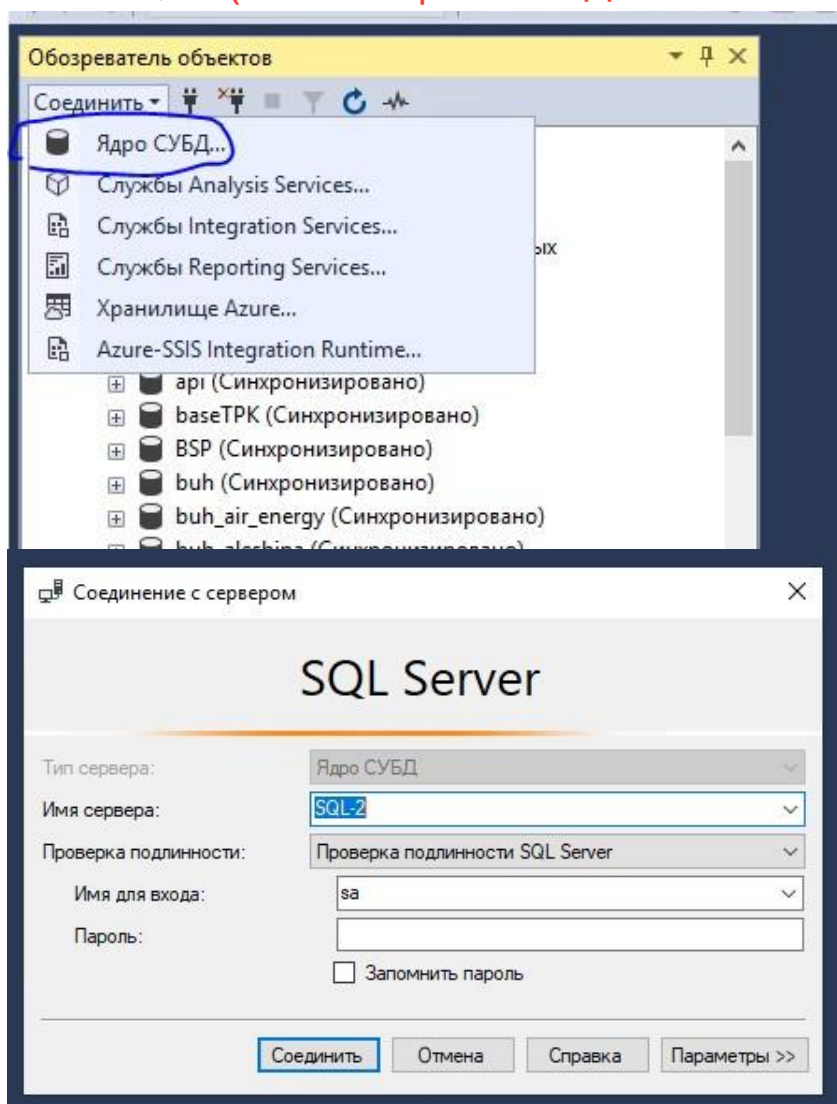 Обозреватель объектов
Соединить
Ядро СУБД...
Службы Analysis Services...
Службы Integration Services...
ых
Службы Reporting Services...
Хранилище Azure...
Azure-SSIS Integration Runtime...
api (Синхронизировано)
baseTPK (Синхронизировано)
BSP (Синхронизировано)
buh (Синхронизировано)
buh_air_energy (Синхронизировано)
Соединение с сервером
SQL Server
Тип сервера: Ядро СУБД
Имя сервера: SQL-2
Проверка подлинности: Проверка подлинности SQL Server
Имя для входа: sa
Пароль:
Запомнить пароль
Соединить Отмена Справка Параметры >>